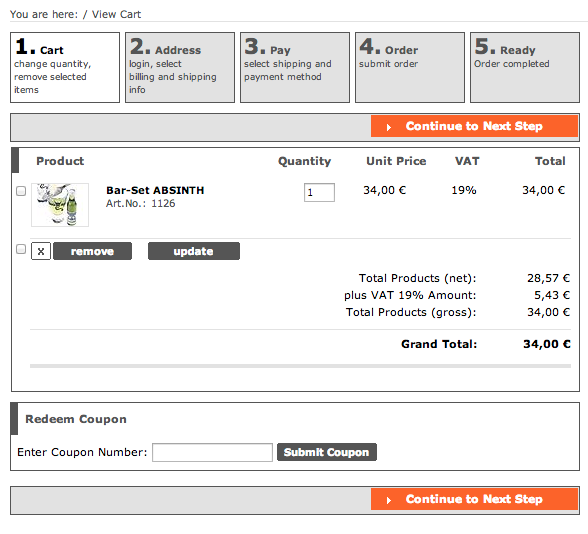 You are here: / View Cart
1. Cart
change quantity,
remove selected
items
2. Address
login, select
billing and shipping
info
3. Pay
select shipping and
payment method
4. Order
submit order
5. Ready
Order completed
Continue to Next Step
Product Quantity Unit Price VAT Total
Bar-Set ABSINTH 1 34,00 € 19% 34,00 €
Art.No.: 1126
x remove update
Total Products (net): 28,57 €
plus VAT 19% Amount: 5,43 €
Total Products (gross): 34,00 €
Grand Total: 34,00 €
Redeem Coupon
Enter Coupon Number: Submit Coupon
Continue to Next Step